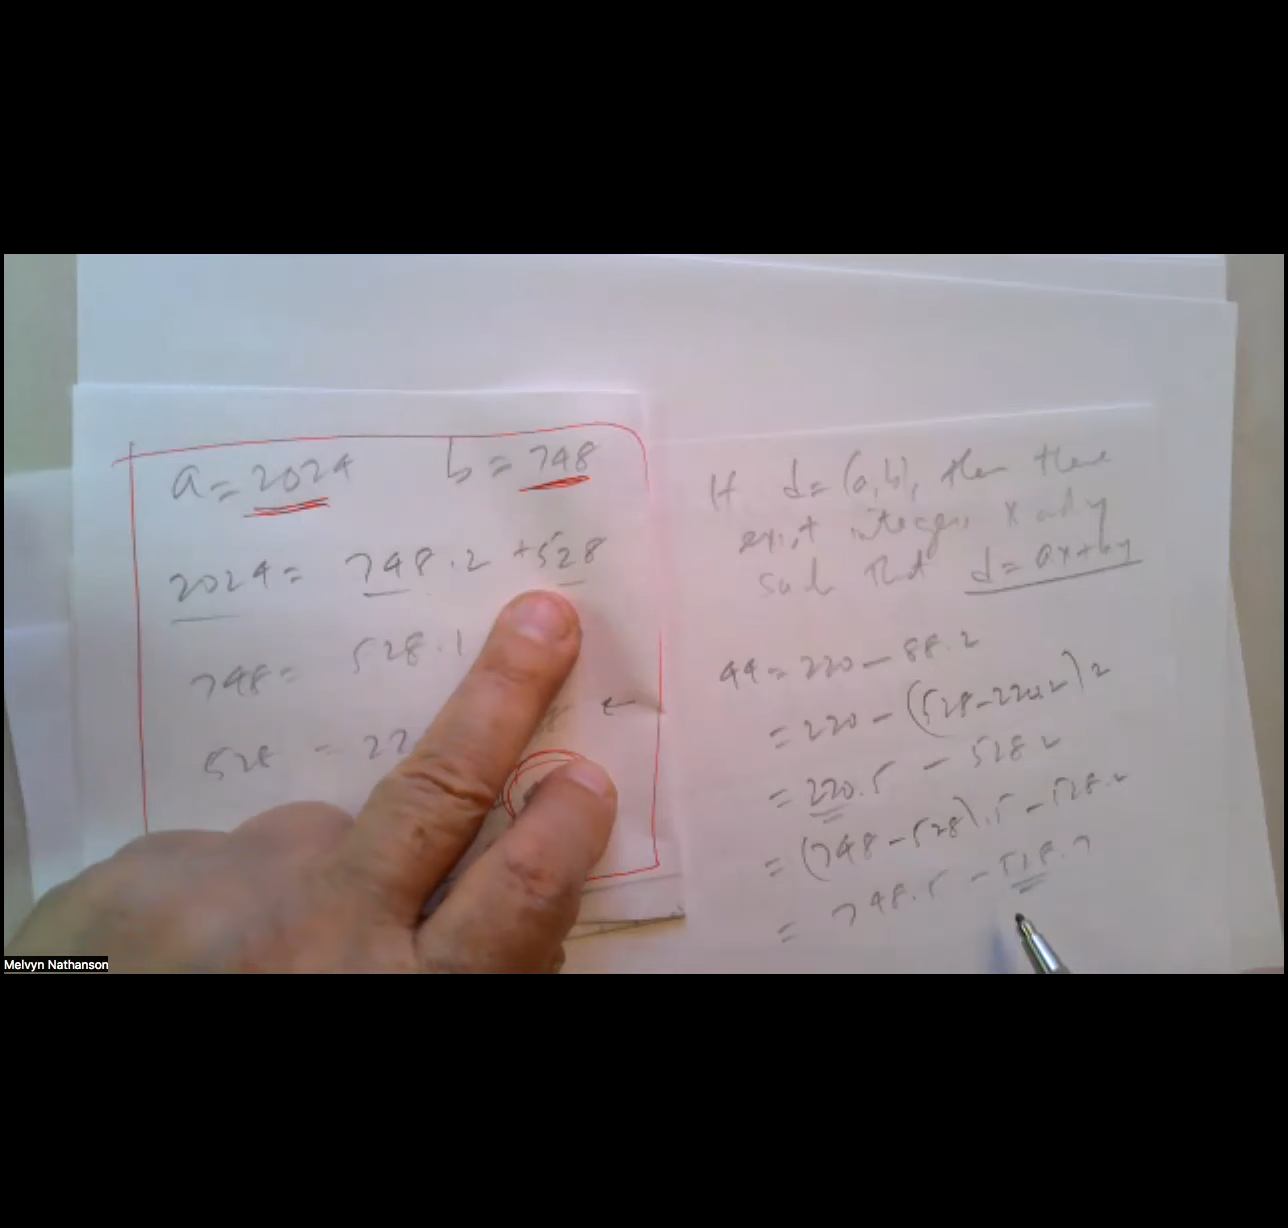 a = 2024 b = 748
2024 = 748.2 + 528
748 = 528.1
528 = 22
If d = (a,b), then there
exist integers x and y
such that d = ax+by
44 = 220 - 88.2
= 220 - (528-220.2)2
= 220.5 - 528 2
= (748-528).5 - 528.2
= 748.5 - 528.7
Melvyn Nathanson